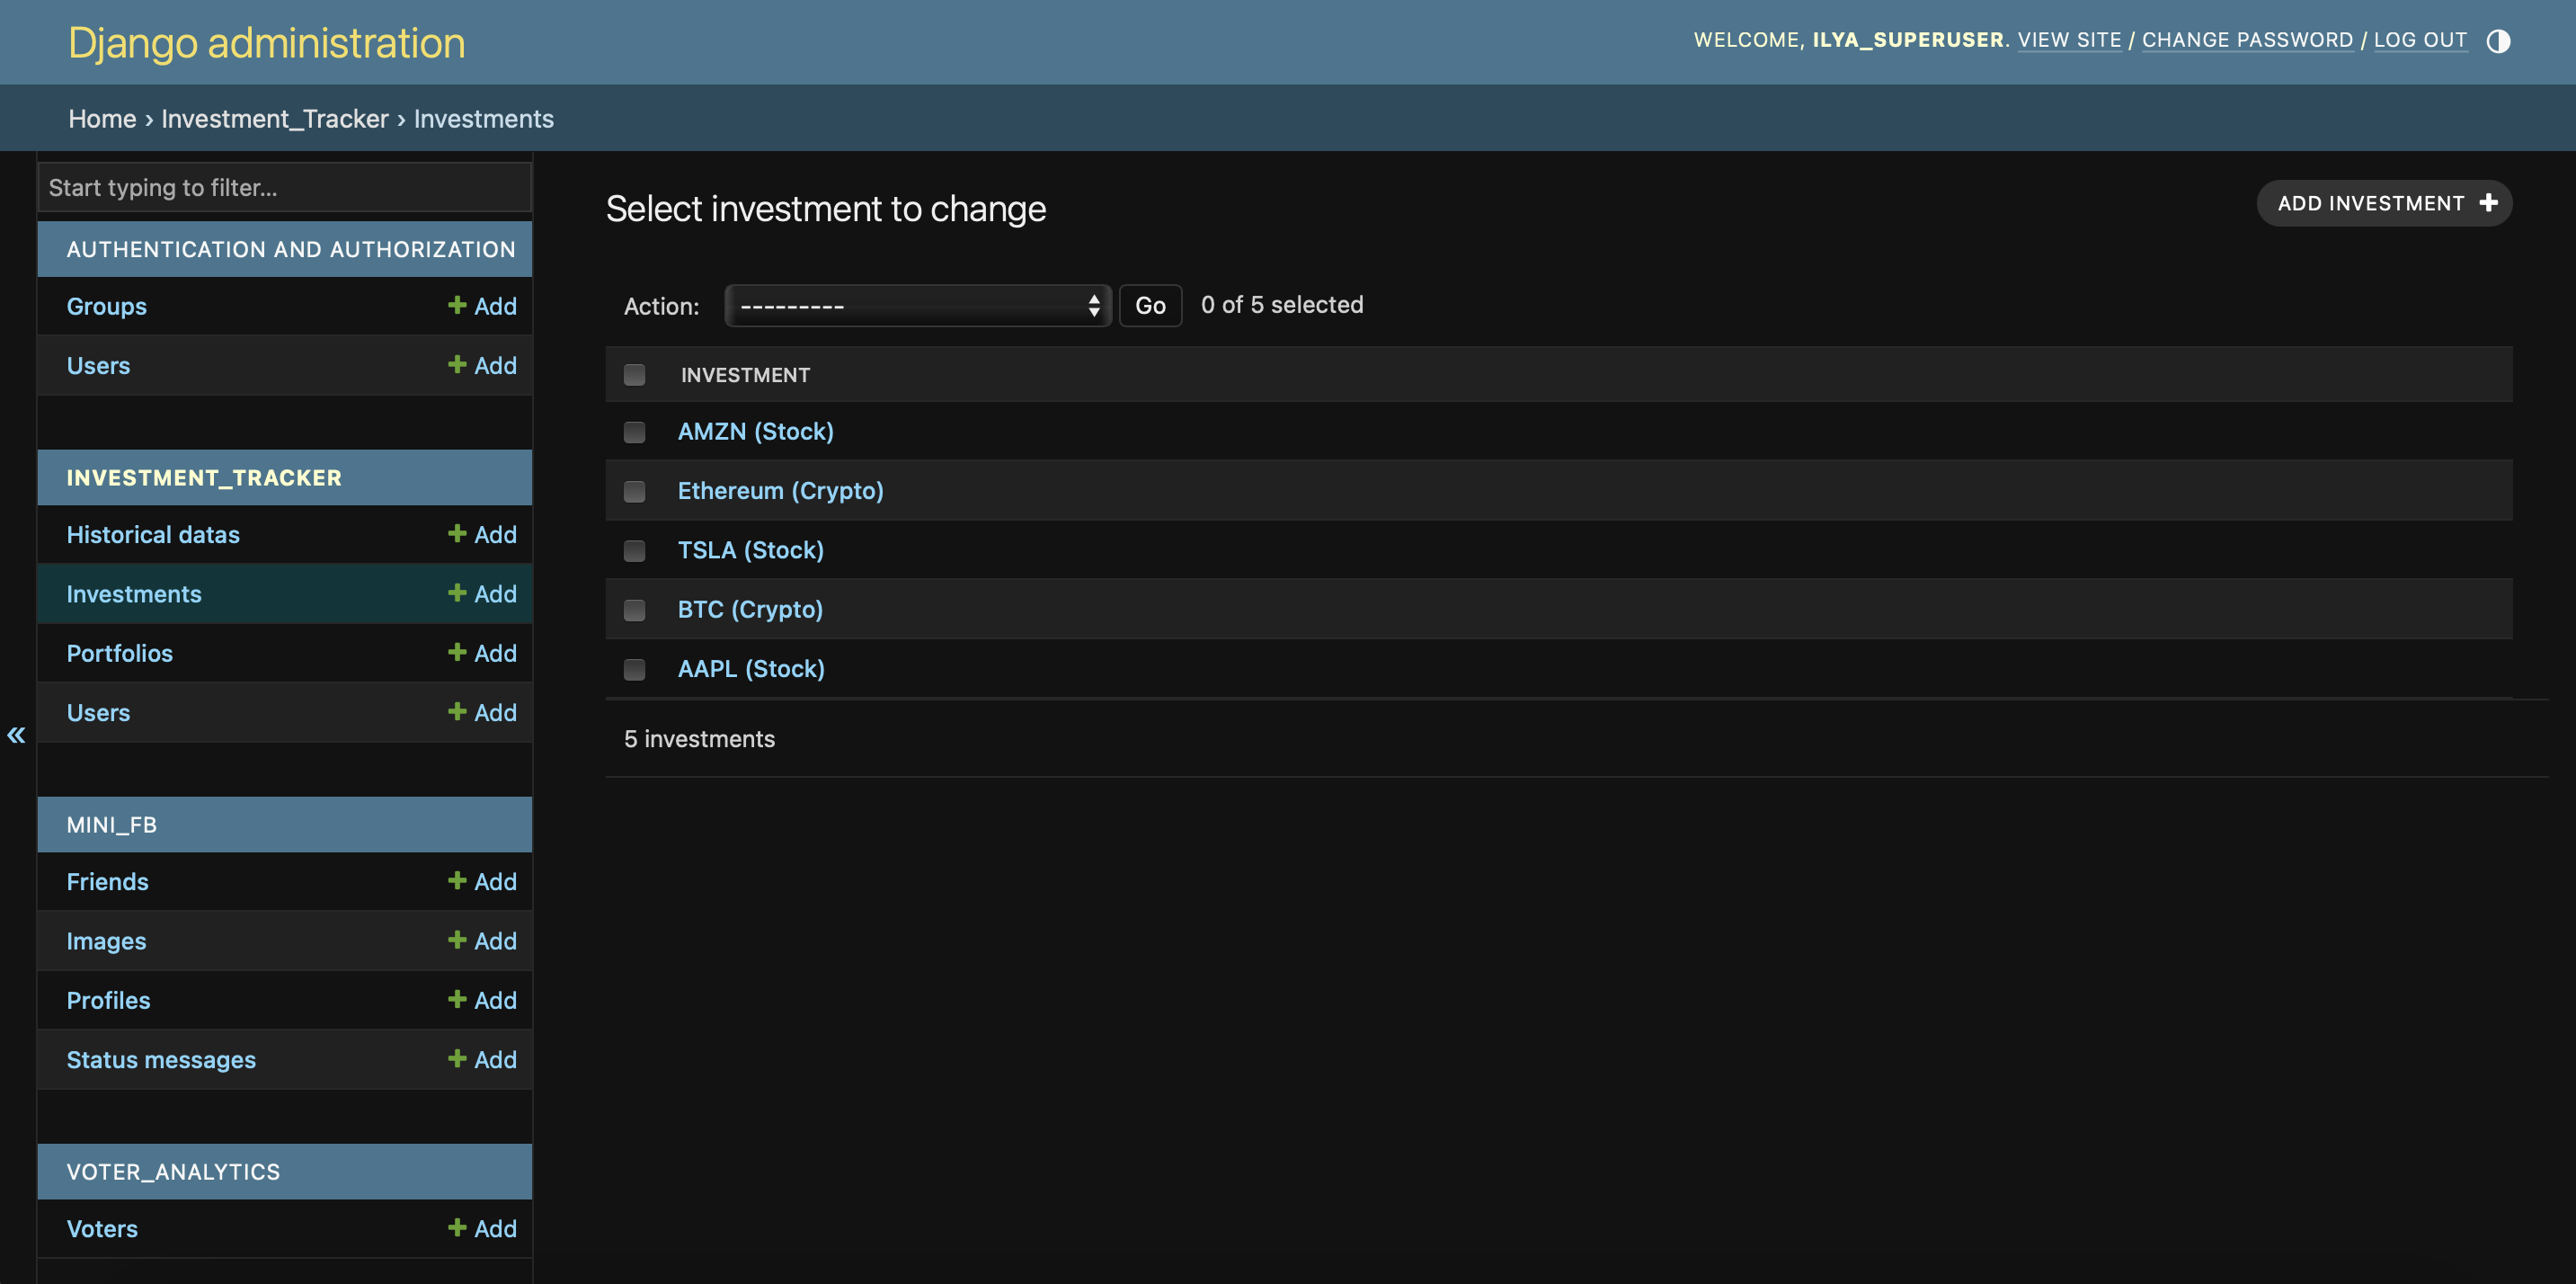 Django administration
WELCOME, ILYA_SUPERUSER. VIEW SITE / CHANGE PASSWORD / LOG OUT
Home › Investment_Tracker › Investments
Start typing to filter...
AUTHENTICATION AND AUTHORIZATION
Groups + Add
Users + Add
INVESTMENT_TRACKER
Historical datas + Add
Investments + Add
Portfolios + Add
Users + Add
«
MINI_FB
Friends + Add
Images + Add
Profiles + Add
Status messages + Add
VOTER_ANALYTICS
Voters + Add
Select investment to change
ADD INVESTMENT +
Action: --------- Go 0 of 5 selected
INVESTMENT
AMZN (Stock)
Ethereum (Crypto)
TSLA (Stock)
BTC (Crypto)
AAPL (Stock)
5 investments